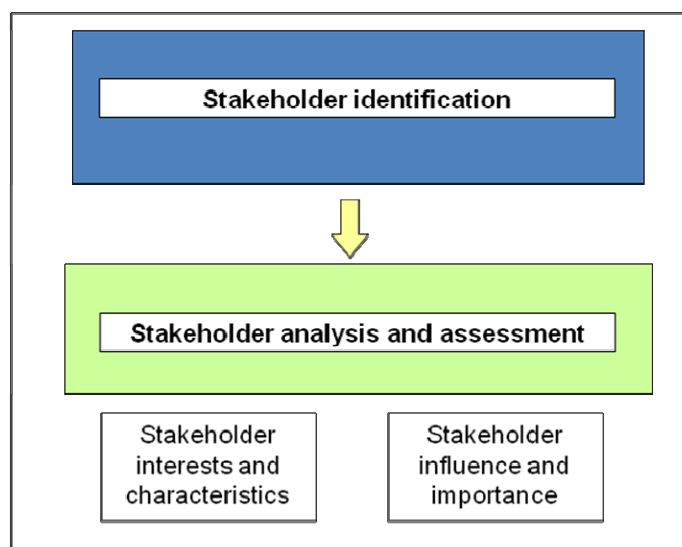 Stakeholder identification
Stakeholder analysis and assessment
Stakeholder
interests and
characteristics
Stakeholder
influence and
importance